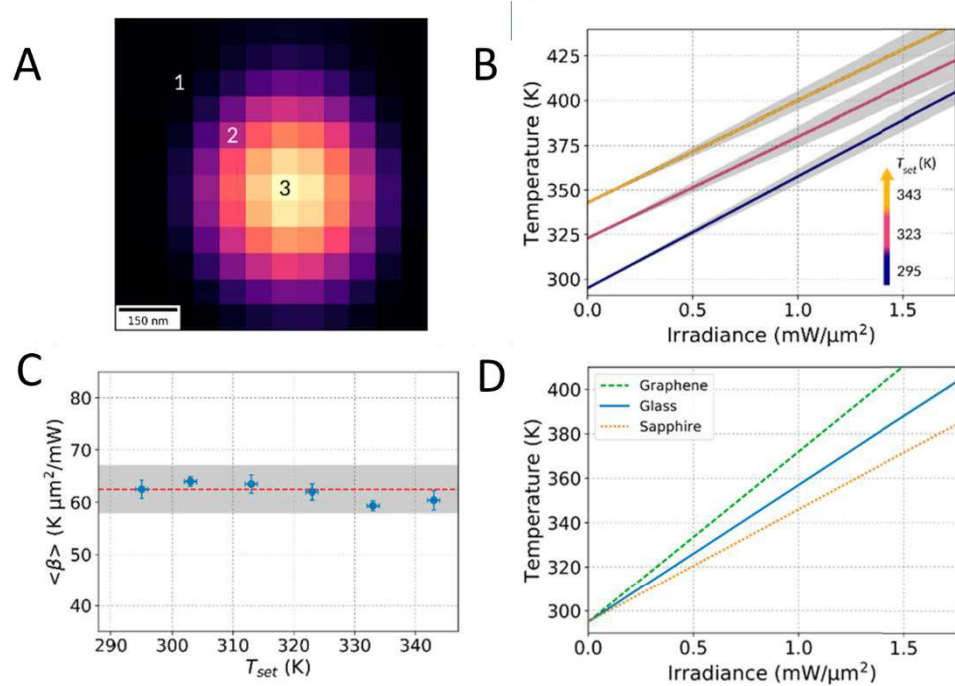 A
1
2
3
150 nm
B
Temperature (K)
425
400
375
350
325
300
0.0
0.5
1.0
1.5
Irradiance (mW/μm²)
T_set (K)
343
323
295
C
<β> (K μm²/mW)
80
70
60
50
40
290
300
310
320
330
340
T_set (K)
D
Temperature (K)
400
380
360
340
320
300
Graphene
Glass
Sapphire
0.0
0.5
1.0
1.5
Irradiance (mW/μm²)